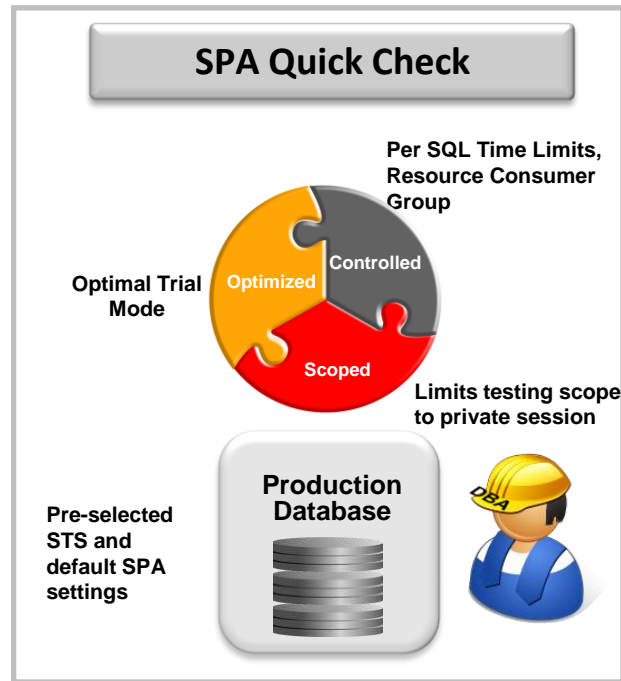 SPA Quick Check
Per SQL Time Limits,
Resource Consumer
Group
Controlled
Optimized
Optimal Trial
Mode
Scoped
Limits testing scope
to private session
Production
Database
DBA
Pre-selected
STS and
default SPA
settings